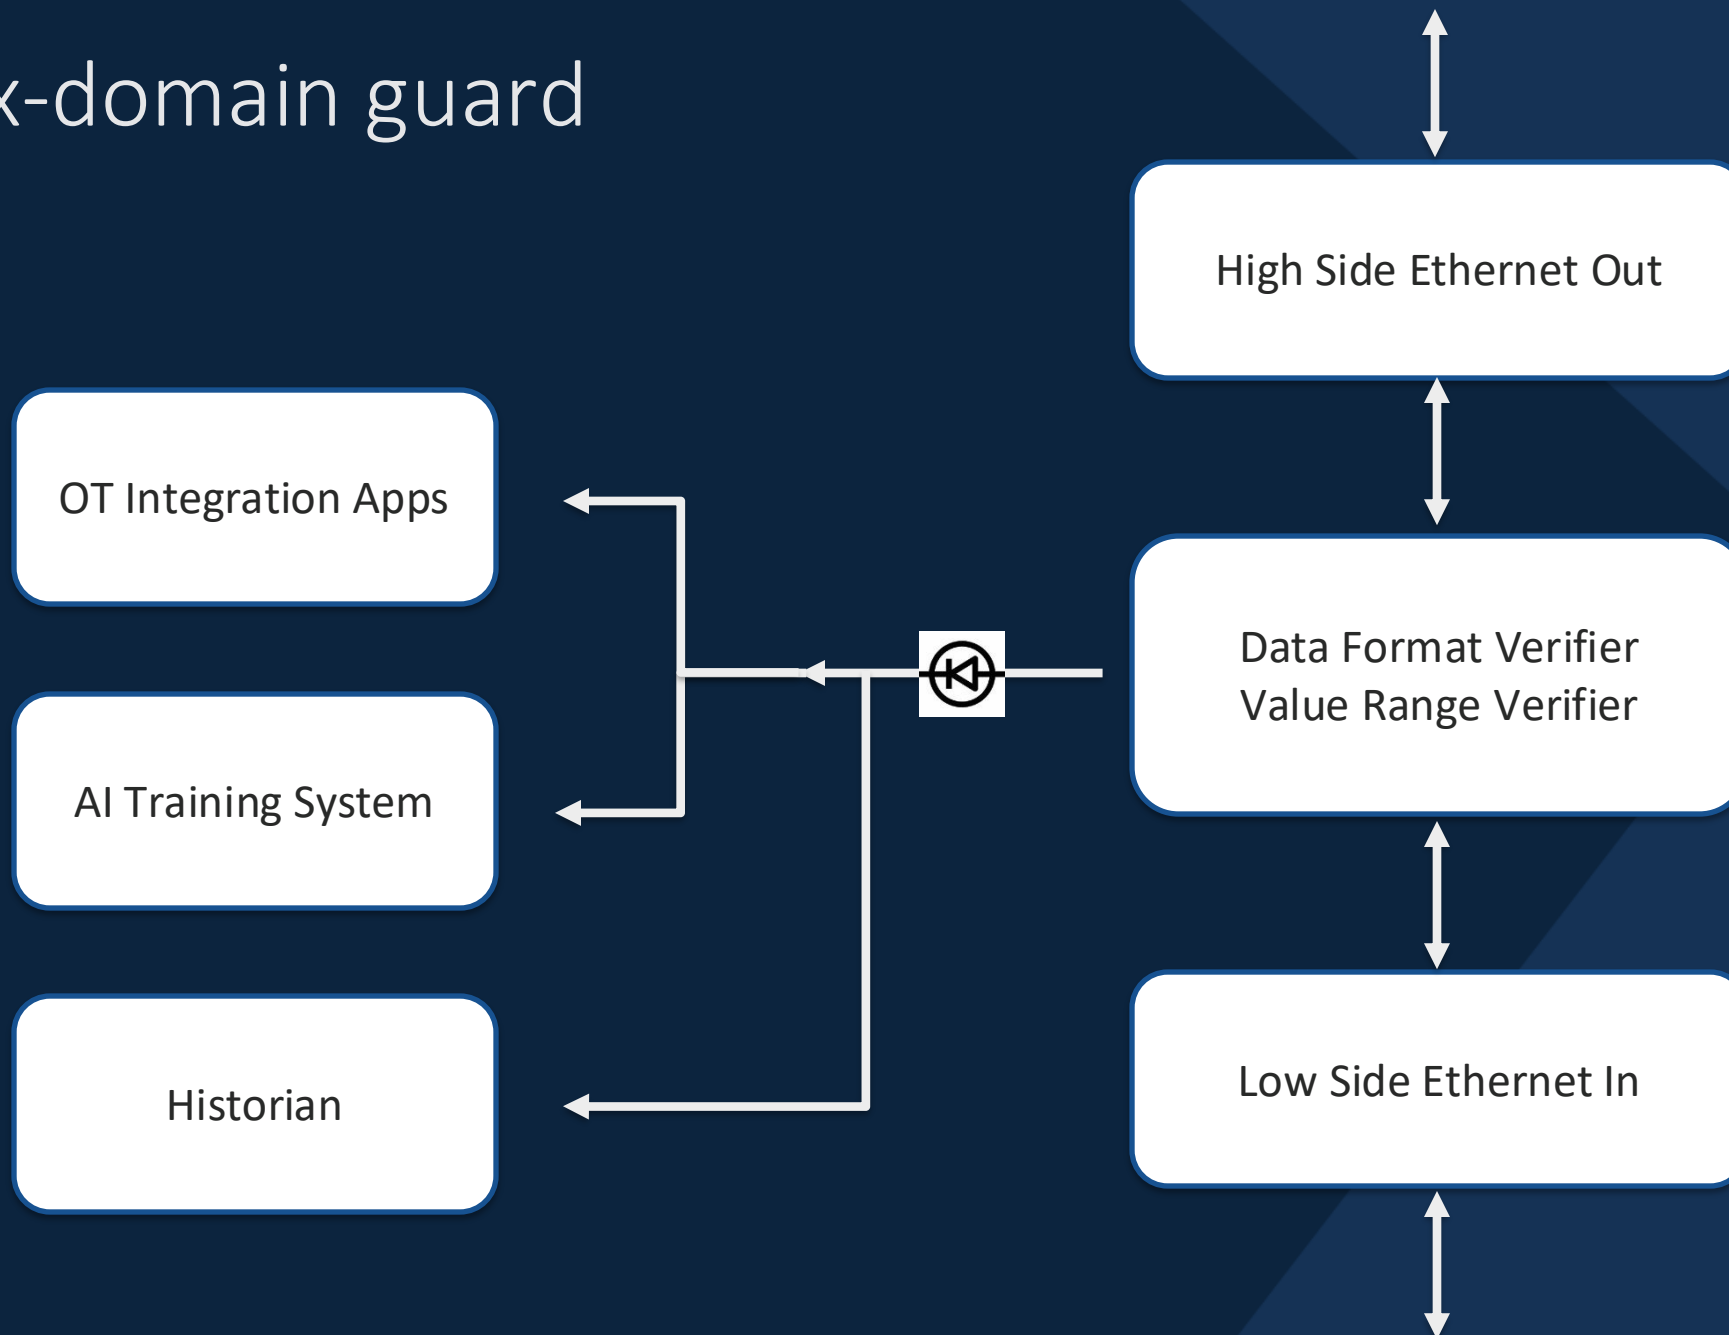 x-domain guard
High Side Ethernet Out
OT Integration Apps
Data Format Verifier
Value Range Verifier
AI Training System
Low Side Ethernet In
Historian